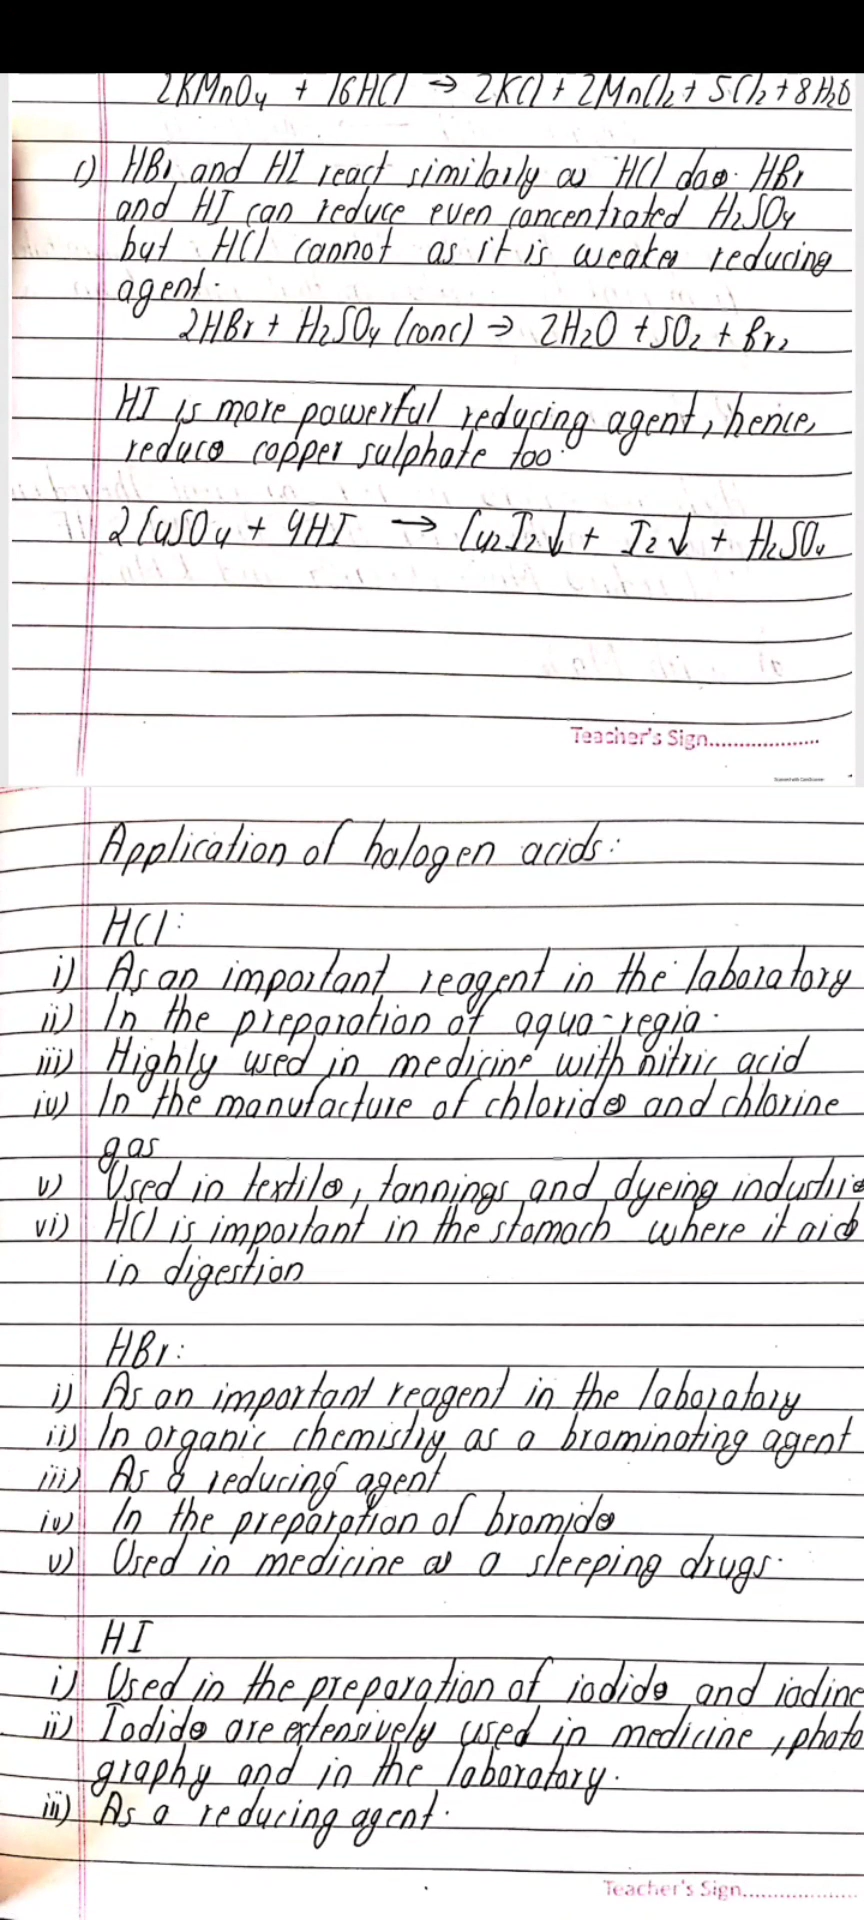 2KMnO4 + 16HCl → 2KCl + 2MnCl2 + 5Cl2 + 8H2O
c) HBr and HI react similarly as HCl does. HBr
and HI can reduce even concentrated H2SO4
but HCl cannot as it is weaker reducing
agent.
2HBr + H2SO4 (conc) → 2H2O + SO2 + Br2
HI is more powerful reducing agent, hence,
reduces copper sulphate too.
2CuSO4 + 4HI → Cu2I2↓ + I2↓ + H2SO4
Teacher's Sign....................
Scanned with CamScanner
Application of halogen acids:
HCl:
i) As an important reagent in the laboratory
ii) In the preparation of aqua-regia.
iii) Highly used in medicine with nitric acid
iv) In the manufacture of chlorides and chlorine
gas
v) Used in textiles, tannings and dyeing industries
vi) HCl is important in the stomach where it aids
in digestion
HBr:
i) As an important reagent in the laboratory
ii) In organic chemistry as a brominating agent
iii) As a reducing agent
iv) In the preparation of bromides
v) Used in medicine as a sleeping drugs.
HI
i) Used in the preparation of iodides and iodine
ii) Iodides are extensively used in medicine, photo
graphy and in the laboratory.
iii) As a reducing agent.
Teacher's Sign....................